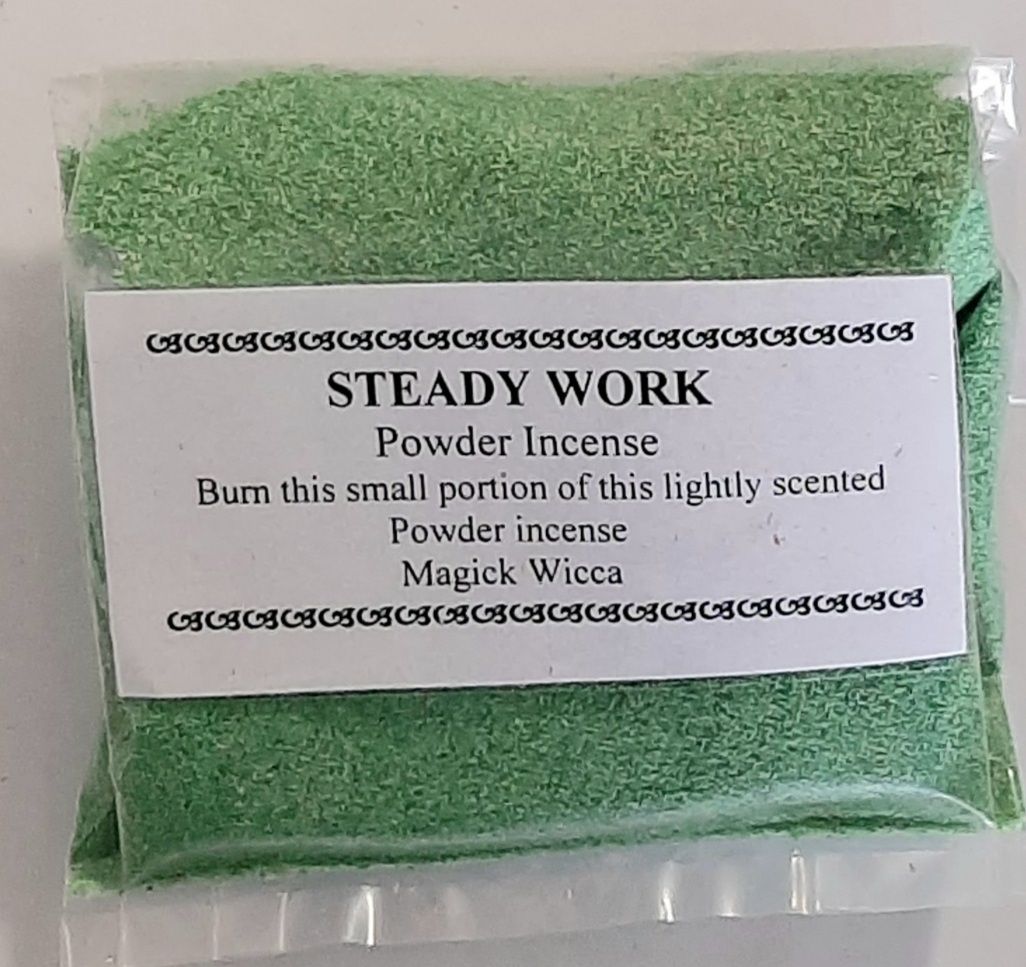 STEADY WORK
Powder Incense
Burn this small portion of this lightly scented
Powder incense
Magick Wicca